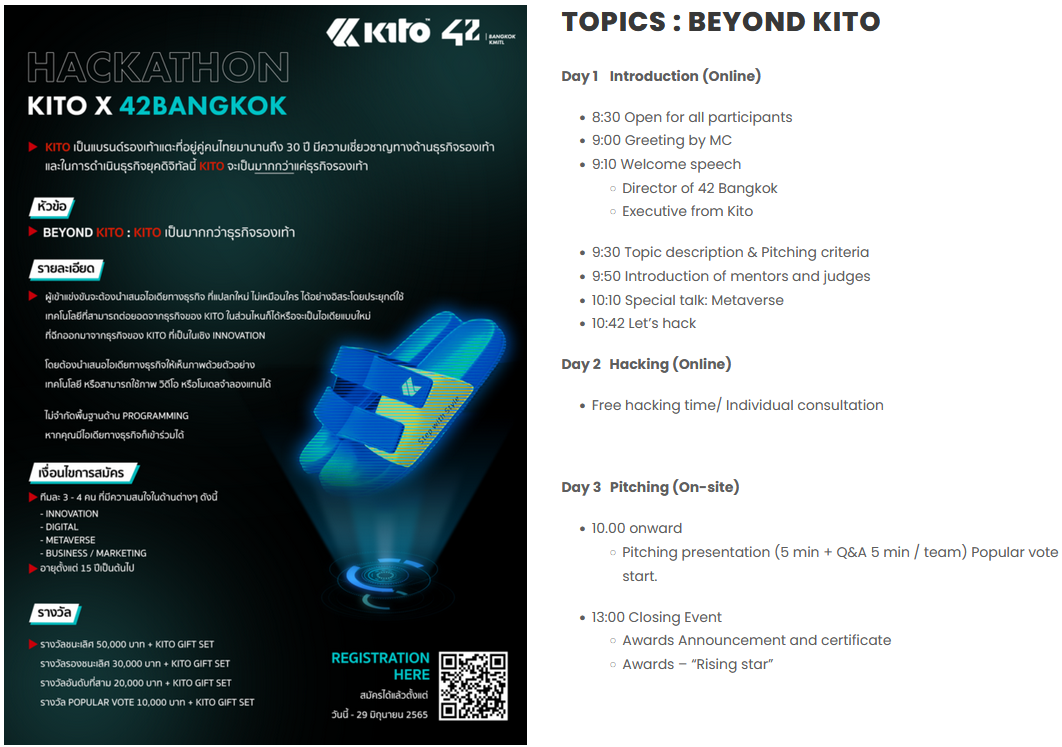 KITO™ 42 BANGKOK
KMITL
HACKATHON
KITO X 42BANGKOK
KITO เป็นแบรนด์รองเท้าแตะที่อยู่คู่คนไทยมานานถึง 30 ปี มีความเชี่ยวชาญทางด้านธุรกิจรองเท้า
และในการดำเนินธุรกิจยุคดิจิทัลนี้ KITO จะเป็นมากกว่าแค่ธุรกิจรองเท้า
หัวข้อ
BEYOND KITO : KITO เป็นมากกว่าธุรกิจรองเท้า
รายละเอียด
ผู้เข้าแข่งขันจะต้องนำเสนอไอเดียทางธุรกิจ ที่แปลกใหม่ ไม่เหมือนใคร ได้อย่างอิสระโดยประยุกต์ใช้
เทคโนโลยีที่สามารถต่อยอดจากธุรกิจของ KITO ในส่วนไหนก็ได้หรือจะเป็นไอเดียแบบใหม่
ที่ฉีกออกมาจากธุรกิจของ KITO ที่เป็นในเชิง INNOVATION
โดยต้องนำเสนอไอเดียทางธุรกิจให้เห็นภาพด้วยตัวอย่าง
เทคโนโลยี หรือสามารถใช้ภาพ วิดีโอ หรือโมเดลจำลองแทนได้
ไม่จำกัดพื้นฐานด้าน PROGRAMMING
หากคุณมีไอเดียทางธุรกิจก็เข้าร่วมได้
เงื่อนไขการสมัคร
ทีมละ 3 - 4 คน ที่มีความสนใจในด้านต่างๆ ดังนี้
- INNOVATION
- DIGITAL
- METAVERSE
- BUSINESS / MARKETING
อายุตั้งแต่ 15 ปีเป็นต้นไป
รางวัล
รางวัลชนะเลิศ 50,000 บาท + KITO GIFT SET
รางวัลรองชนะเลิศ 30,000 บาท + KITO GIFT SET
รางวัลอันดับที่สาม 20,000 บาท + KITO GIFT SET
รางวัล POPULAR VOTE 10,000 บาท + KITO GIFT SET
REGISTRATION
HERE
สมัครได้แล้วตั้งแต่
วันนี้ - 29 มิถุนายน 2565
TOPICS : BEYOND KITO
Day 1 Introduction (Online)
• 8:30 Open for all participants
• 9:00 Greeting by MC
• 9:10 Welcome speech
○ Director of 42 Bangkok
○ Executive from Kito
• 9:30 Topic description & Pitching criteria
• 9:50 Introduction of mentors and judges
• 10:10 Special talk: Metaverse
• 10:42 Let’s hack
Day 2 Hacking (Online)
• Free hacking time/ Individual consultation
Day 3 Pitching (On-site)
• 10.00 onward
○ Pitching presentation (5 min + Q&A 5 min / team) Popular vote
start.
• 13:00 Closing Event
○ Awards Announcement and certificate
○ Awards – “Rising star”